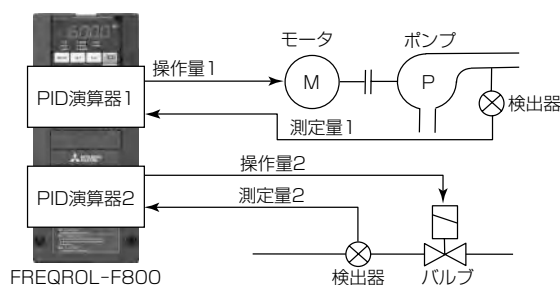 6000
モータ
ポンプ
操作量1
PID演算器1
M
P
検出器
測定量1
操作量2
PID演算器2
測定量2
検出器
バルブ
FREQROL-F800